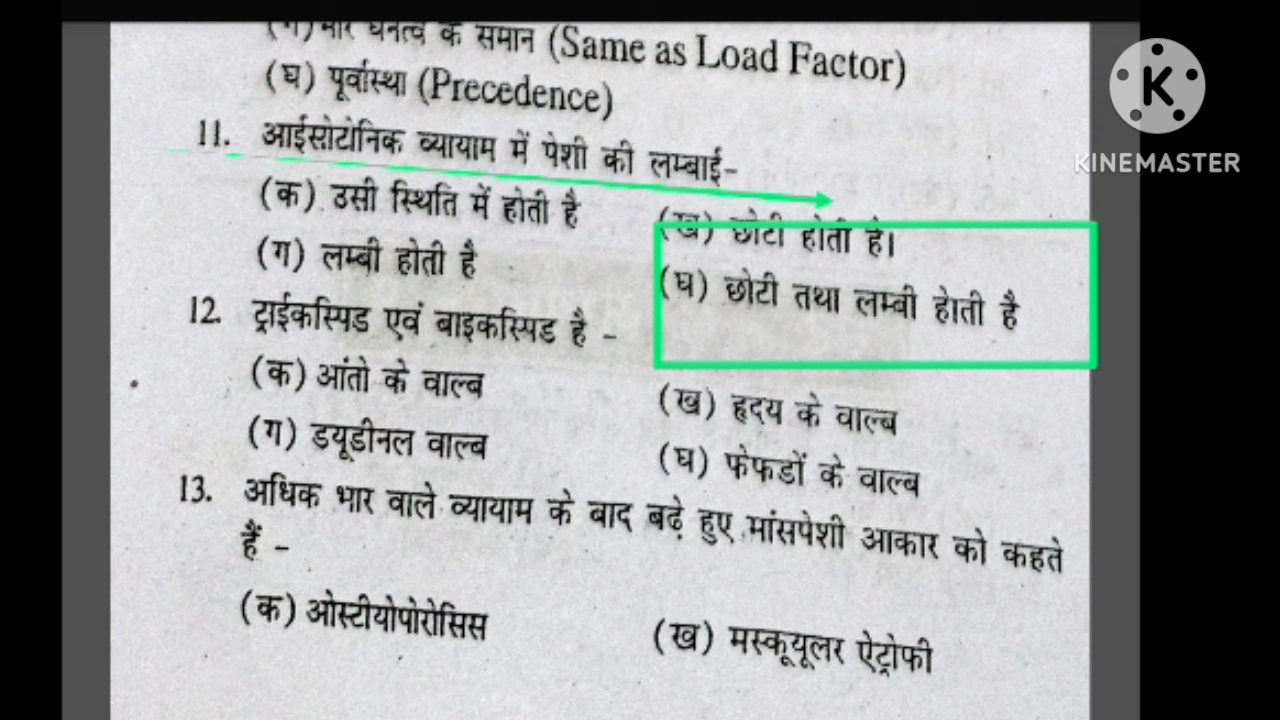 (ग) भार घनत्व के समान (Same as Load Factor)
(घ) पूर्वास्था (Precedence)
K
KINEMASTER
11. आईसोटोनिक व्यायाम में पेशी की लम्बाई-
(क) उसी स्थिति में होती है (ख) छोटी होती है।
(ग) लम्बी होती है (घ) छोटी तथा लम्बी होती है
12. ट्राईकस्पिड एवं बाइकस्पिड है -
(क) आंतो के वाल्ब (ख) हृदय के वाल्ब
(ग) डयूडीनल वाल्ब (घ) फेफडों के वाल्ब
13. अधिक भार वाले व्यायाम के बाद बढ़े हुए मांसपेशी आकार को कहते
हैं -
(क) ओस्टीयोपोरोसिस (ख) मस्कूयूलर ऐट्रोफी